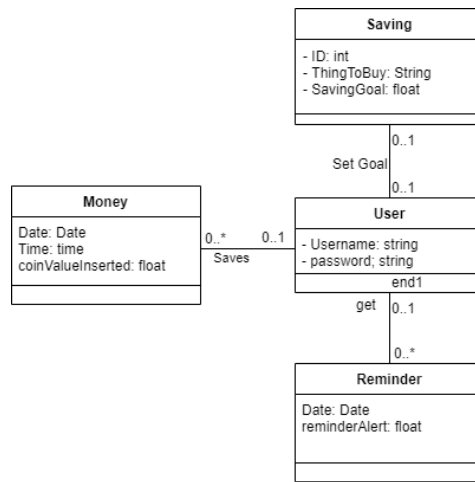 Saving
- ID: int
- ThingToBuy: String
- SavingGoal: float
0..1
Set Goal
0..1
Money
Date: Date
Time: time
coinValueInserted: float
0..*
0..1
Saves
User
- Username: string
- password; string
end1
get
0..1
0..*
Reminder
Date: Date
reminderAlert: float